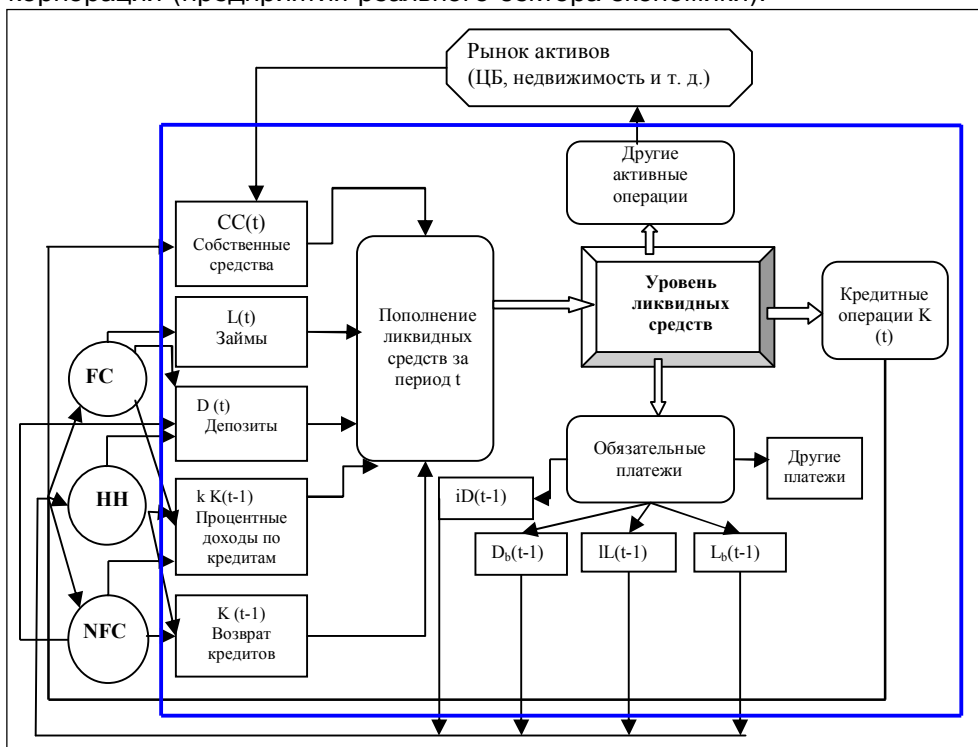 корпораций (предприятия реального сектора экономики).
Рынок активов
(ЦБ, недвижимость и т. д.)
Другие
активные
операции
CC(t)
Собственные
средства
L(t)
Займы
D (t)
Депозиты
k K(t-1)
Процентные
доходы по
кредитам
K (t-1)
Возврат
кредитов
FC
HH
NFC
Пополнение
ликвидных
средств за
период t
Уровень
ликвидных
средств
Кредитные
операции K
(t)
Обязательные
платежи
Другие
платежи
iD(t-1)
Db(t-1)
lL(t-1)
Lb(t-1)